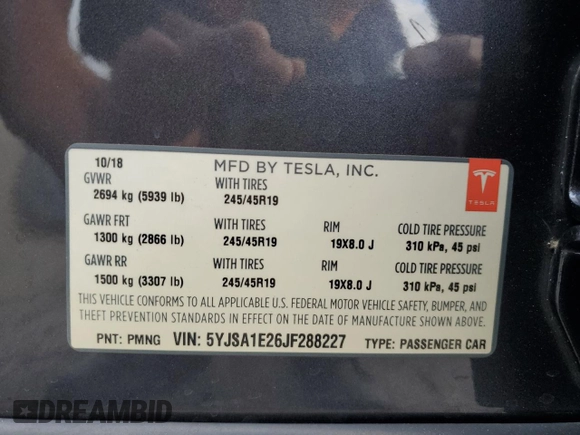 10/18 MFD BY TESLA, INC.
GVWR WITH TIRES
2694 kg (5939 lb) 245/45R19
TESLA
GAWR FRT WITH TIRES RIM COLD TIRE PRESSURE
1300 kg (2866 lb) 245/45R19 19X8.0 J 310 kPa, 45 psi
GAWR RR WITH TIRES RIM COLD TIRE PRESSURE
1500 kg (3307 lb) 245/45R19 19X8.0 J 310 kPa, 45 psi
THIS VEHICLE CONFORMS TO ALL APPLICABLE U.S. FEDERAL MOTOR VEHICLE SAFETY, BUMPER, AND
THEFT PREVENTION STANDARDS IN EFFECT ON THE DATE OF MANUFACTURE SHOWN ABOVE.
PNT: PMNG VIN: 5YJSA1E26JF288227 TYPE: PASSENGER CAR
DREAMBID